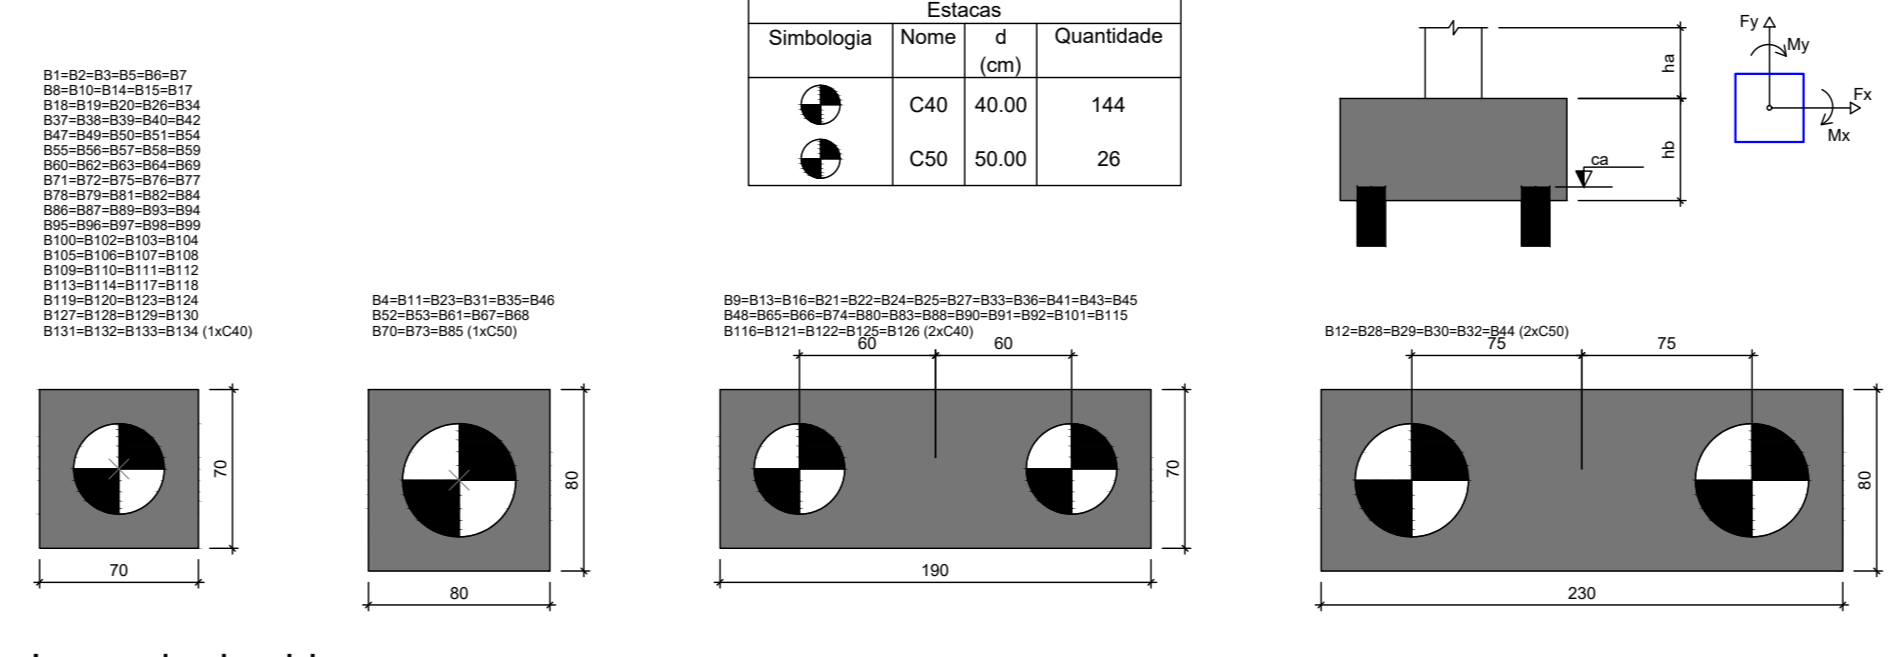 Estacas
Simbologia Nome d (cm) Quantidade
C40 40.00 144
C50 50.00 26
ha
hb
ca
Fy
My
Fx
Mx
B1=B2=B3=B5=B6=B7
B8=B10=B14=B15=B17
B18=B19=B20=B26=B34
B37=B38=B39=B40=B42
B47=B49=B50=B51=B54
B55=B56=B57=B58=B59
B60=B62=B63=B64=B69
B71=B72=B75=B76=B77
B78=B79=B81=B82=B84
B86=B87=B89=B93=B94
B95=B96=B97=B98=B99
B100=B102=B103=B104
B105=B106=B107=B108
B109=B110=B111=B112
B113=B114=B117=B118
B119=B120=B123=B124
B127=B128=B129=B130
B131=B132=B133=B134 (1xC40)
70
70
B4=B11=B23=B31=B35=B46
B52=B53=B61=B67=B68
B70=B73=B85 (1xC50)
80
80
B9=B13=B16=B21=B22=B24=B25=B27=B33=B36=B41=B43=B45
B48=B65=B66=B74=B80=B83=B88=B90=B91=B92=B101=B115
B116=B121=B122=B125=B126 (2xC40)
60 60
70
190
B12=B28=B29=B30=B32=B44 (2xC50)
75 75
80
230